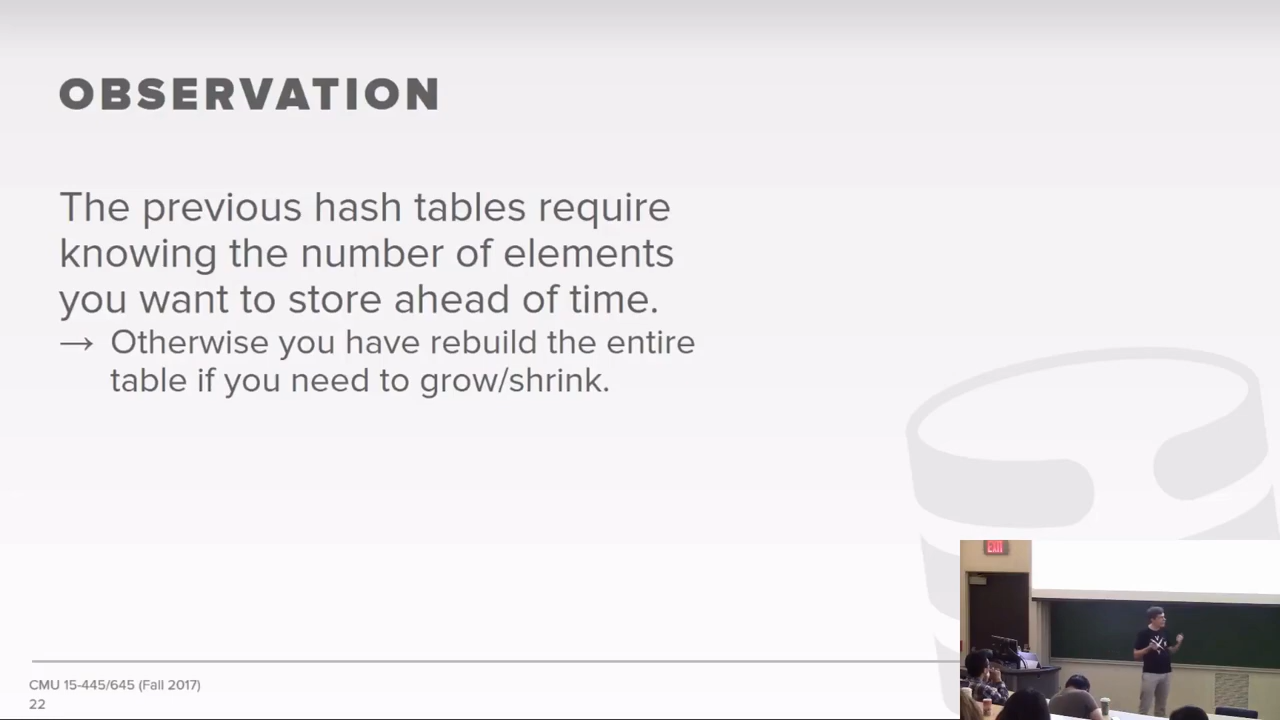 OBSERVATION
The previous hash tables require
knowing the number of elements
you want to store ahead of time.
→ Otherwise you have rebuild the entire
table if you need to grow/shrink.
CMU 15-445/645 (Fall 2017)
22
EXIT